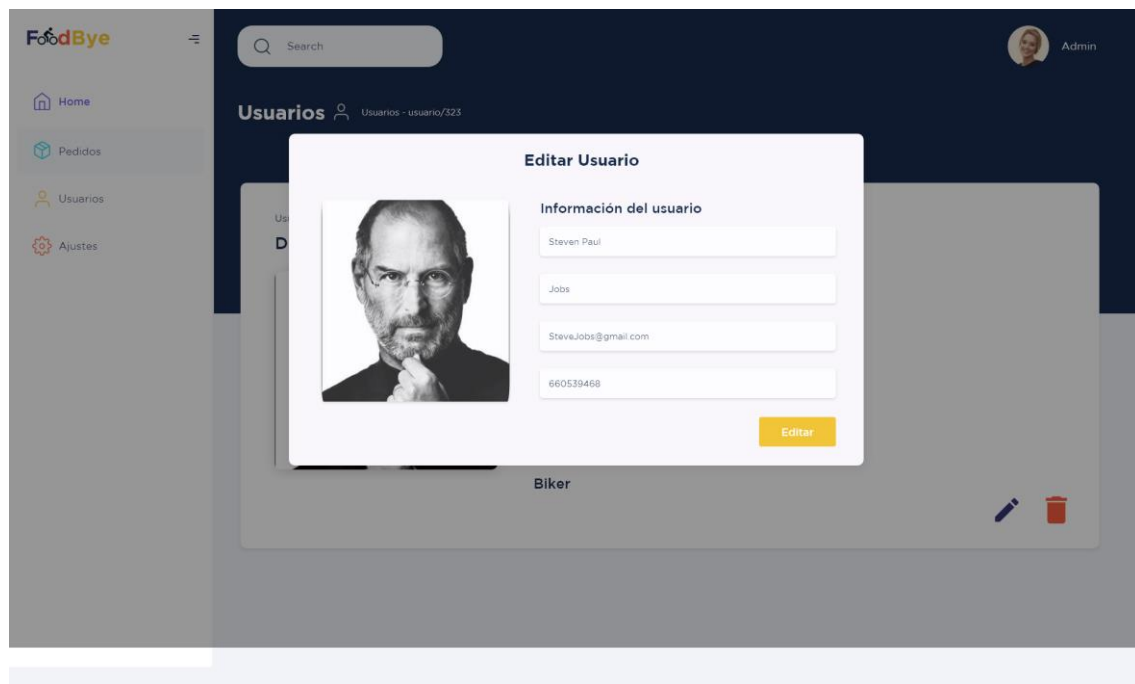 FoodBye
Search
Admin
Home
Usuarios
Usuarios - usuario/323
Pedidos
Editar Usuario
Usuarios
Información del usuario
Steven Paul
Ajustes
D
Jobs
SteveJobs@gmail.com
660539468
Editar
Biker